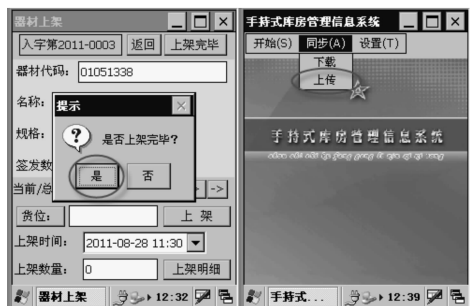 器材上架
入字第2011-0003 返回 上架完毕
器材代码: 01051338
名称:
提示
是否上架完毕?
是 否
规格:
签发数
当前/总
->
货位: 上 架
上架时间: 2011-08-28 11:30
上架数量: 0 上架明细
器材上架 12:32
手持式库房管理信息系统
开始(S) 同步(A) 设置(T)
下载
上传
手持式库房管理信息系统
手持式... 12:39